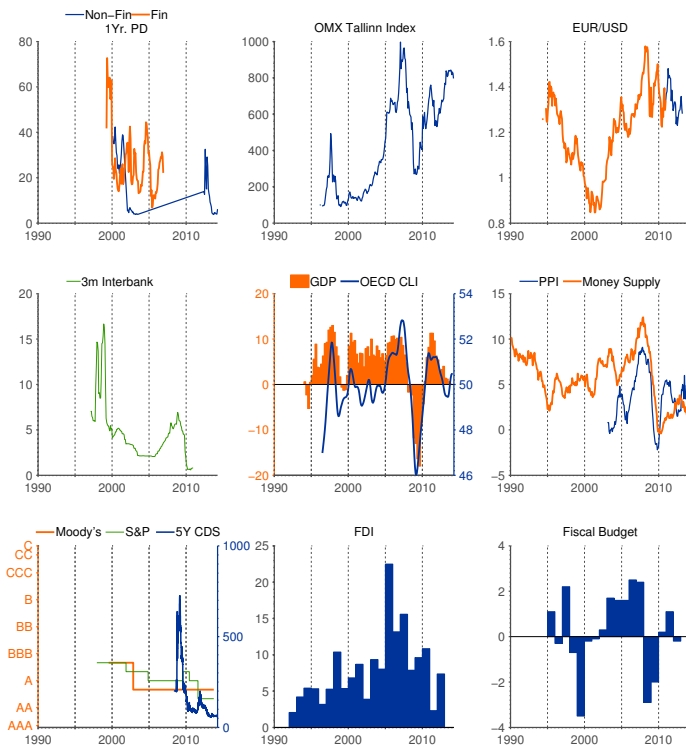 Non-Fin Fin
1Yr. PD
80
60
40
20
0
1990 2000 2010
OMX Tallinn Index
1000
800
600
400
200
0
1990 2000 2010
EUR/USD
1.6
1.4
1.2
1
0.8
1990 2000 2010
3m Interbank
20
15
10
5
0
1990 2000 2010
GDP OECD CLI
20 54
10 52
0 50
−10 48
−20 46
1990 2000 2010
PPI Money Supply
15
10
5
0
−5
1990 2000 2010
Moody's S&P 5Y CDS
C 1000
CC
CCC
B
BB 500
BBB
A
AA
AAA 0
1990 2000 2010
FDI
25
20
15
10
5
0
1990 2000 2010
Fiscal Budget
4
2
0
−2
−4
1990 2000 2010